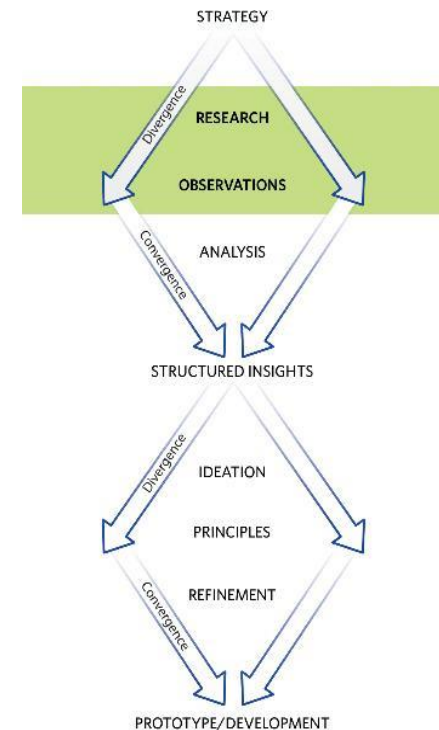 STRATEGY
Divergence
RESEARCH
OBSERVATIONS
Convergence
ANALYSIS
STRUCTURED INSIGHTS
Divergence
IDEATION
PRINCIPLES
Convergence
REFINEMENT
PROTOTYPE/DEVELOPMENT